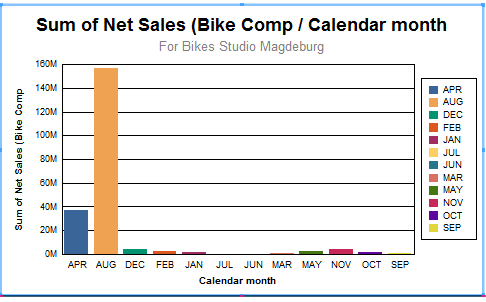 Sum of Net Sales (Bike Comp / Calendar month
For Bikes Studio Magdeburg
160M
140M
120M
100M
80M
60M
40M
20M
0M
Sum of Net Sales (Bike Comp
APR AUG DEC FEB JAN JUL JUN MAR MAY NOV OCT SEP
Calendar month
APR
AUG
DEC
FEB
JAN
JUL
JUN
MAR
MAY
NOV
OCT
SEP